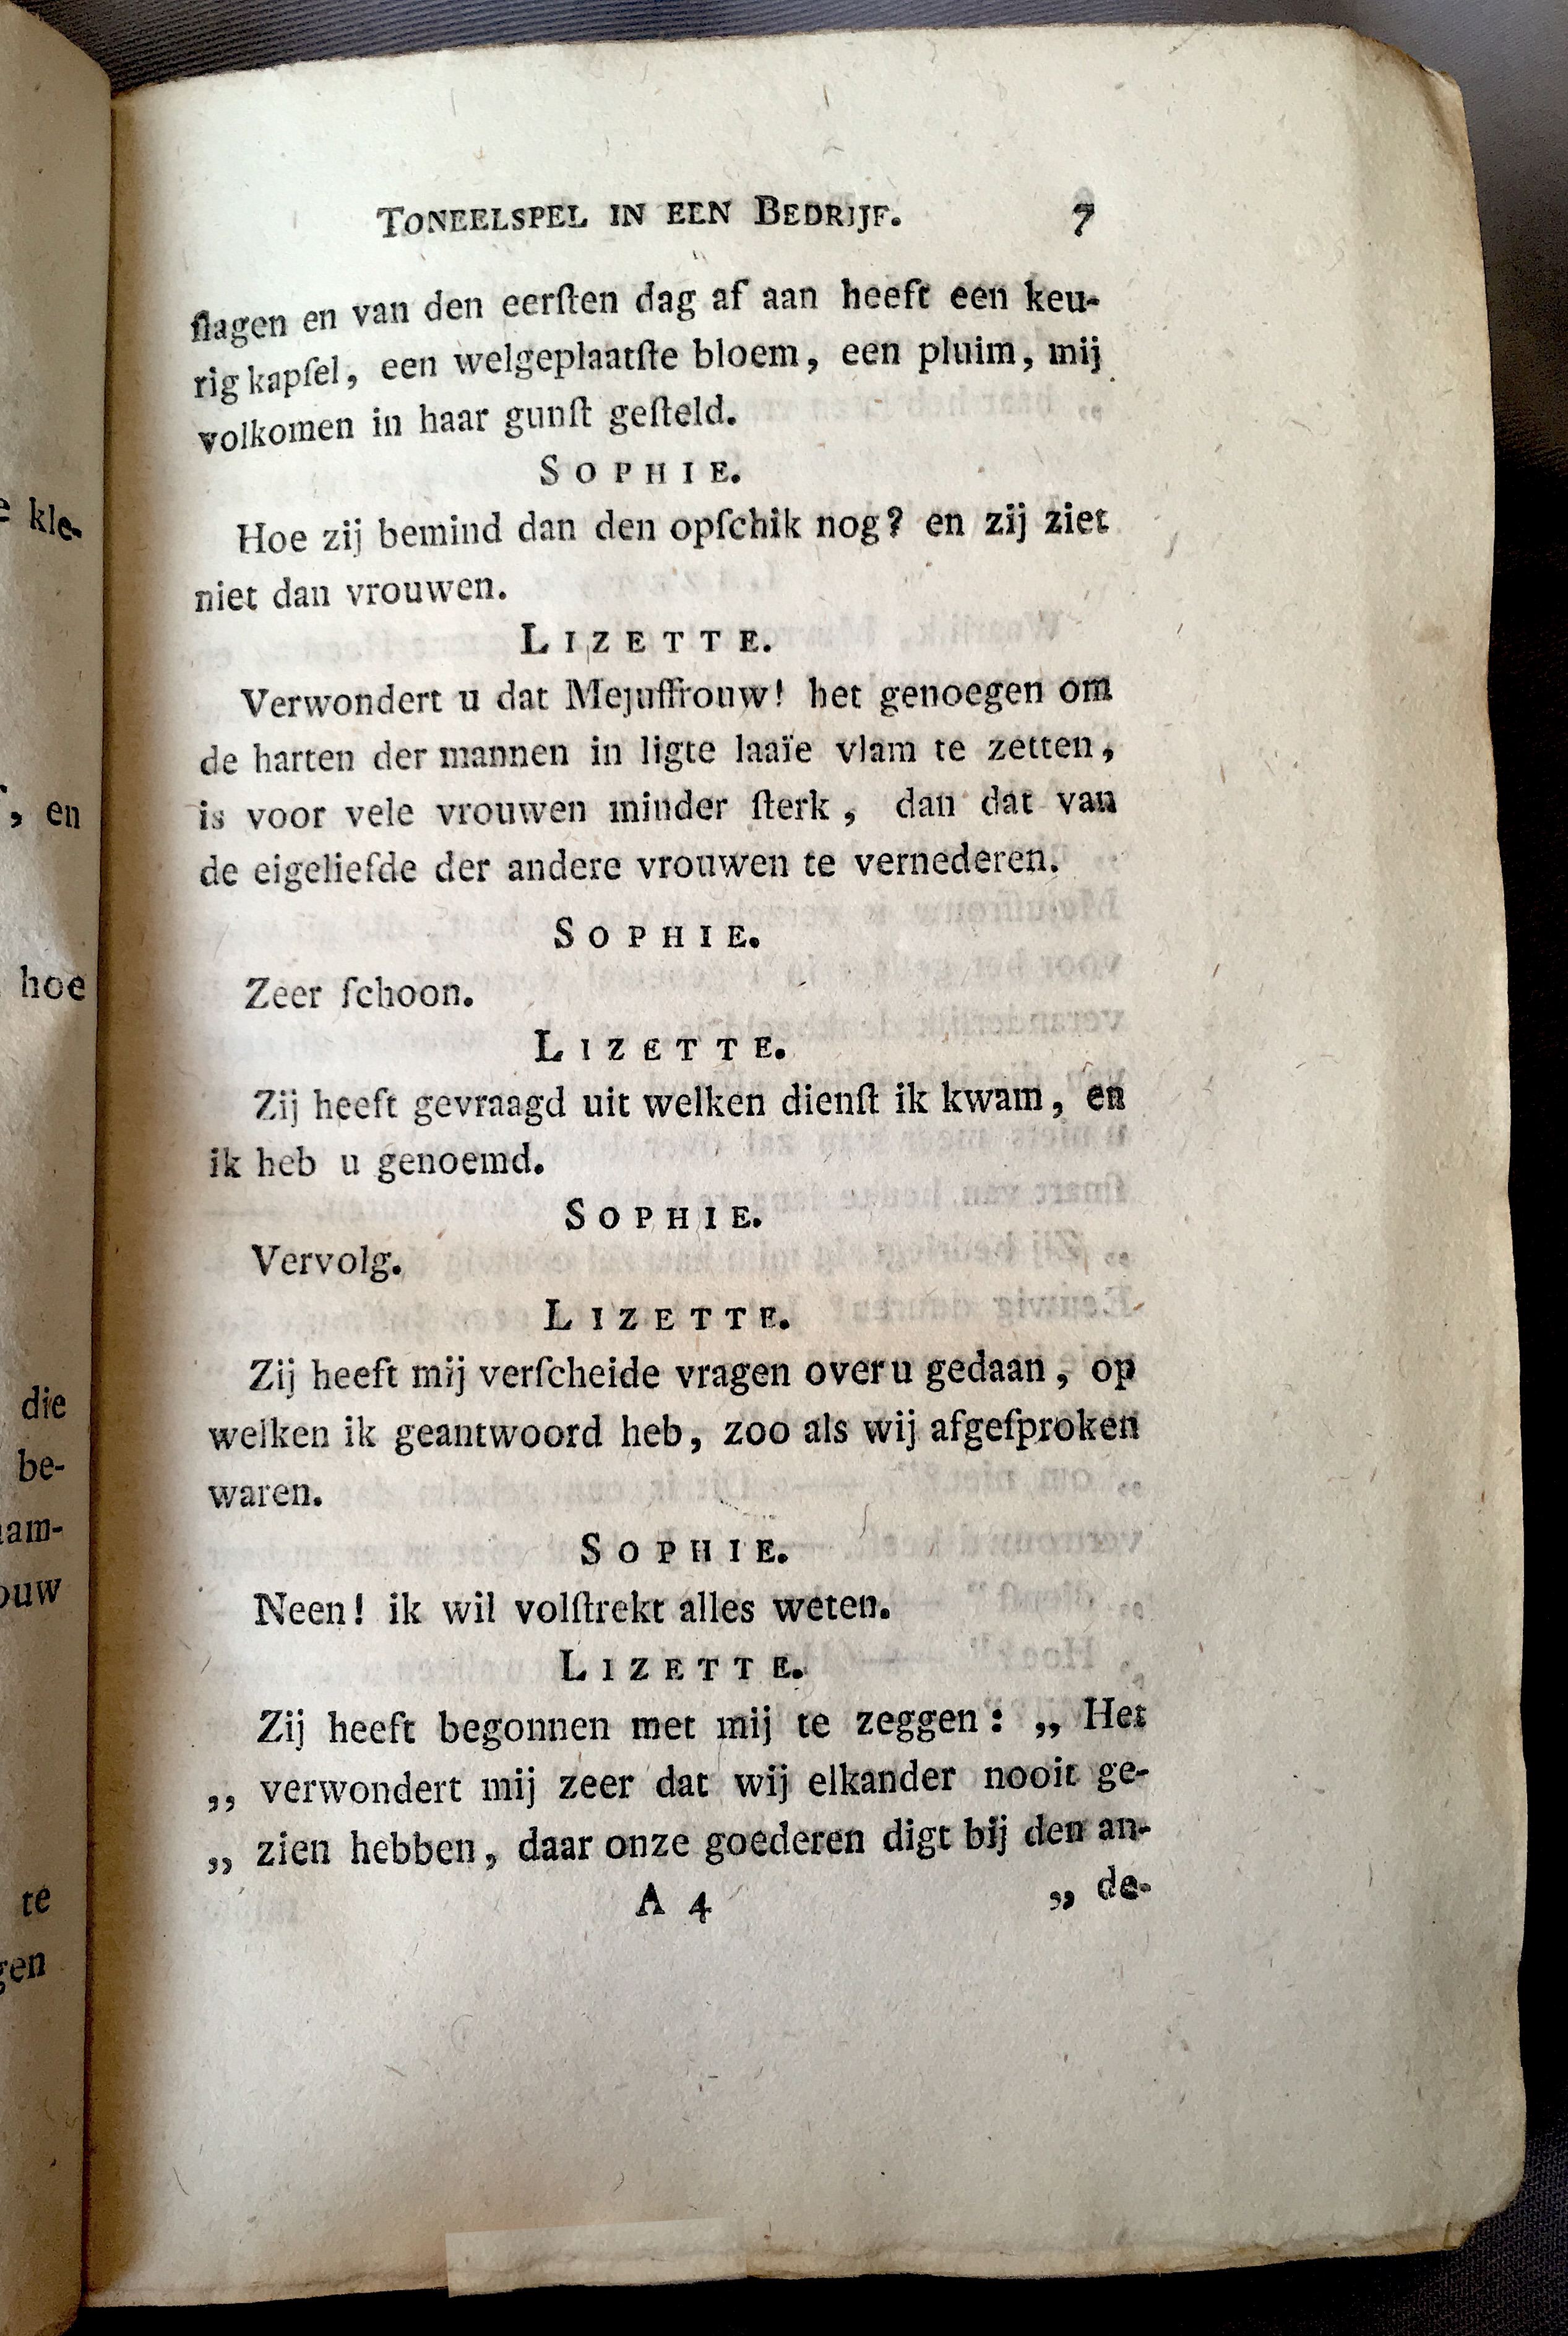 e kle-
, en
hoe
die
be-
am-
ouw
te
gen
TONEELSPEL IN EEN BEDRIJF. 7
ſlagen en van den eerſten dag af aan heeft een keu-
rig kapſel, een welgeplaatſte bloem, een pluim, mij
volkomen in haar gunſt geſteld.
SOPHIE.
Hoe zij bemind dan den opſchik nog? en zij ziet
niet dan vrouwen.
LIZETTE.
Verwondert u dat Mejuffrouw! het genoegen om
de harten der mannen in ligte laaïe vlam te zetten,
is voor vele vrouwen minder ſterk, dan dat van
de eigeliefde der andere vrouwen te vernederen.
SOPHIE.
Zeer ſchoon.
LIZETTE.
Zij heeft gevraagd uit welken dienſt ik kwam, en
ik heb u genoemd.
SOPHIE.
Vervolg.
LIZETTE.
Zij heeft mij verſcheide vragen over u gedaan, op
welken ik geantwoord heb, zoo als wij afgeſproken
waren.
SOPHIE.
Neen! ik wil volſtrekt alles weten.
LIZETTE.
Zij heeft begonnen met mij te zeggen: „ Het
„ verwondert mij zeer dat wij elkander nooit ge-
„ zien hebben, daar onze goederen digt bij den an-
A 4 „ de-